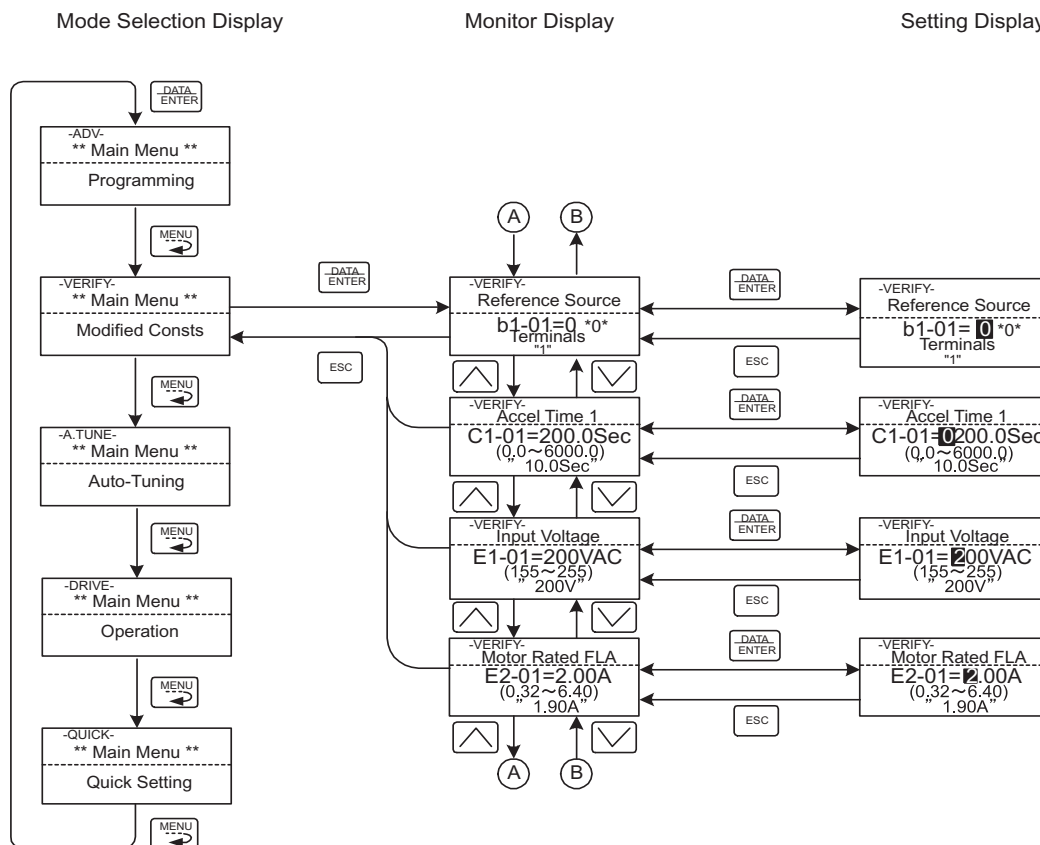 Mode Selection Display
Monitor Display
Setting Display
DATA
ENTER
-ADV-
** Main Menu **
Programming
MENU
-VERIFY-
** Main Menu **
Modified Consts
MENU
-A.TUNE-
** Main Menu **
Auto-Tuning
MENU
-DRIVE-
** Main Menu **
Operation
MENU
-QUICK-
** Main Menu **
Quick Setting
MENU
DATA
ENTER
ESC
A
B
-VERIFY-
Reference Source
b1-01=0 *0*
Terminals
"1"
-VERIFY-
Accel Time 1
C1-01=200.0Sec
(0.0~6000.0)
" 10.0Sec"
-VERIFY-
Input Voltage
E1-01=200VAC
(155~255)
" 200V"
-VERIFY-
Motor Rated FLA
E2-01=2.00A
(0.32~6.40)
" 1.90A"
A
B
DATA
ENTER
ESC
DATA
ENTER
ESC
DATA
ENTER
ESC
DATA
ENTER
ESC
-VERIFY-
Reference Source
b1-01= 0 *0*
Terminals
"1"
-VERIFY-
Accel Time 1
C1-01=0200.0Sec
(0.0~6000.0)
" 10.0Sec"
-VERIFY-
Input Voltage
E1-01= 200VAC
(155~255)
" 200V"
-VERIFY-
Motor Rated FLA
E2-01= 2.00A
(0.32~6.40)
" 1.90A"